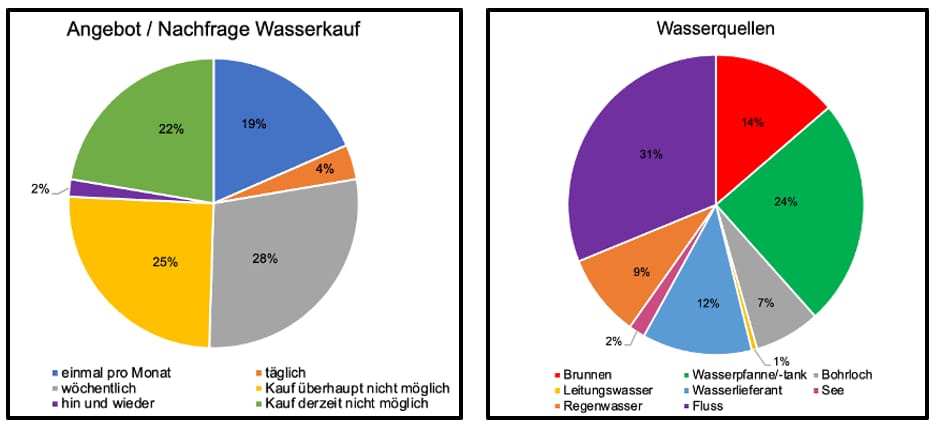 Angebot / Nachfrage Wasserkauf
19%
4%
28%
25%
2%
22%
einmal pro Monat
täglich
wöchentlich
Kauf überhaupt nicht möglich
hin und wieder
Kauf derzeit nicht möglich
Wasserquellen
14%
24%
7%
1%
12%
2%
9%
31%
Brunnen
Wasserpfanne/-tank
Bohrloch
Leitungswasser
Wasserlieferant
See
Regenwasser
Fluss